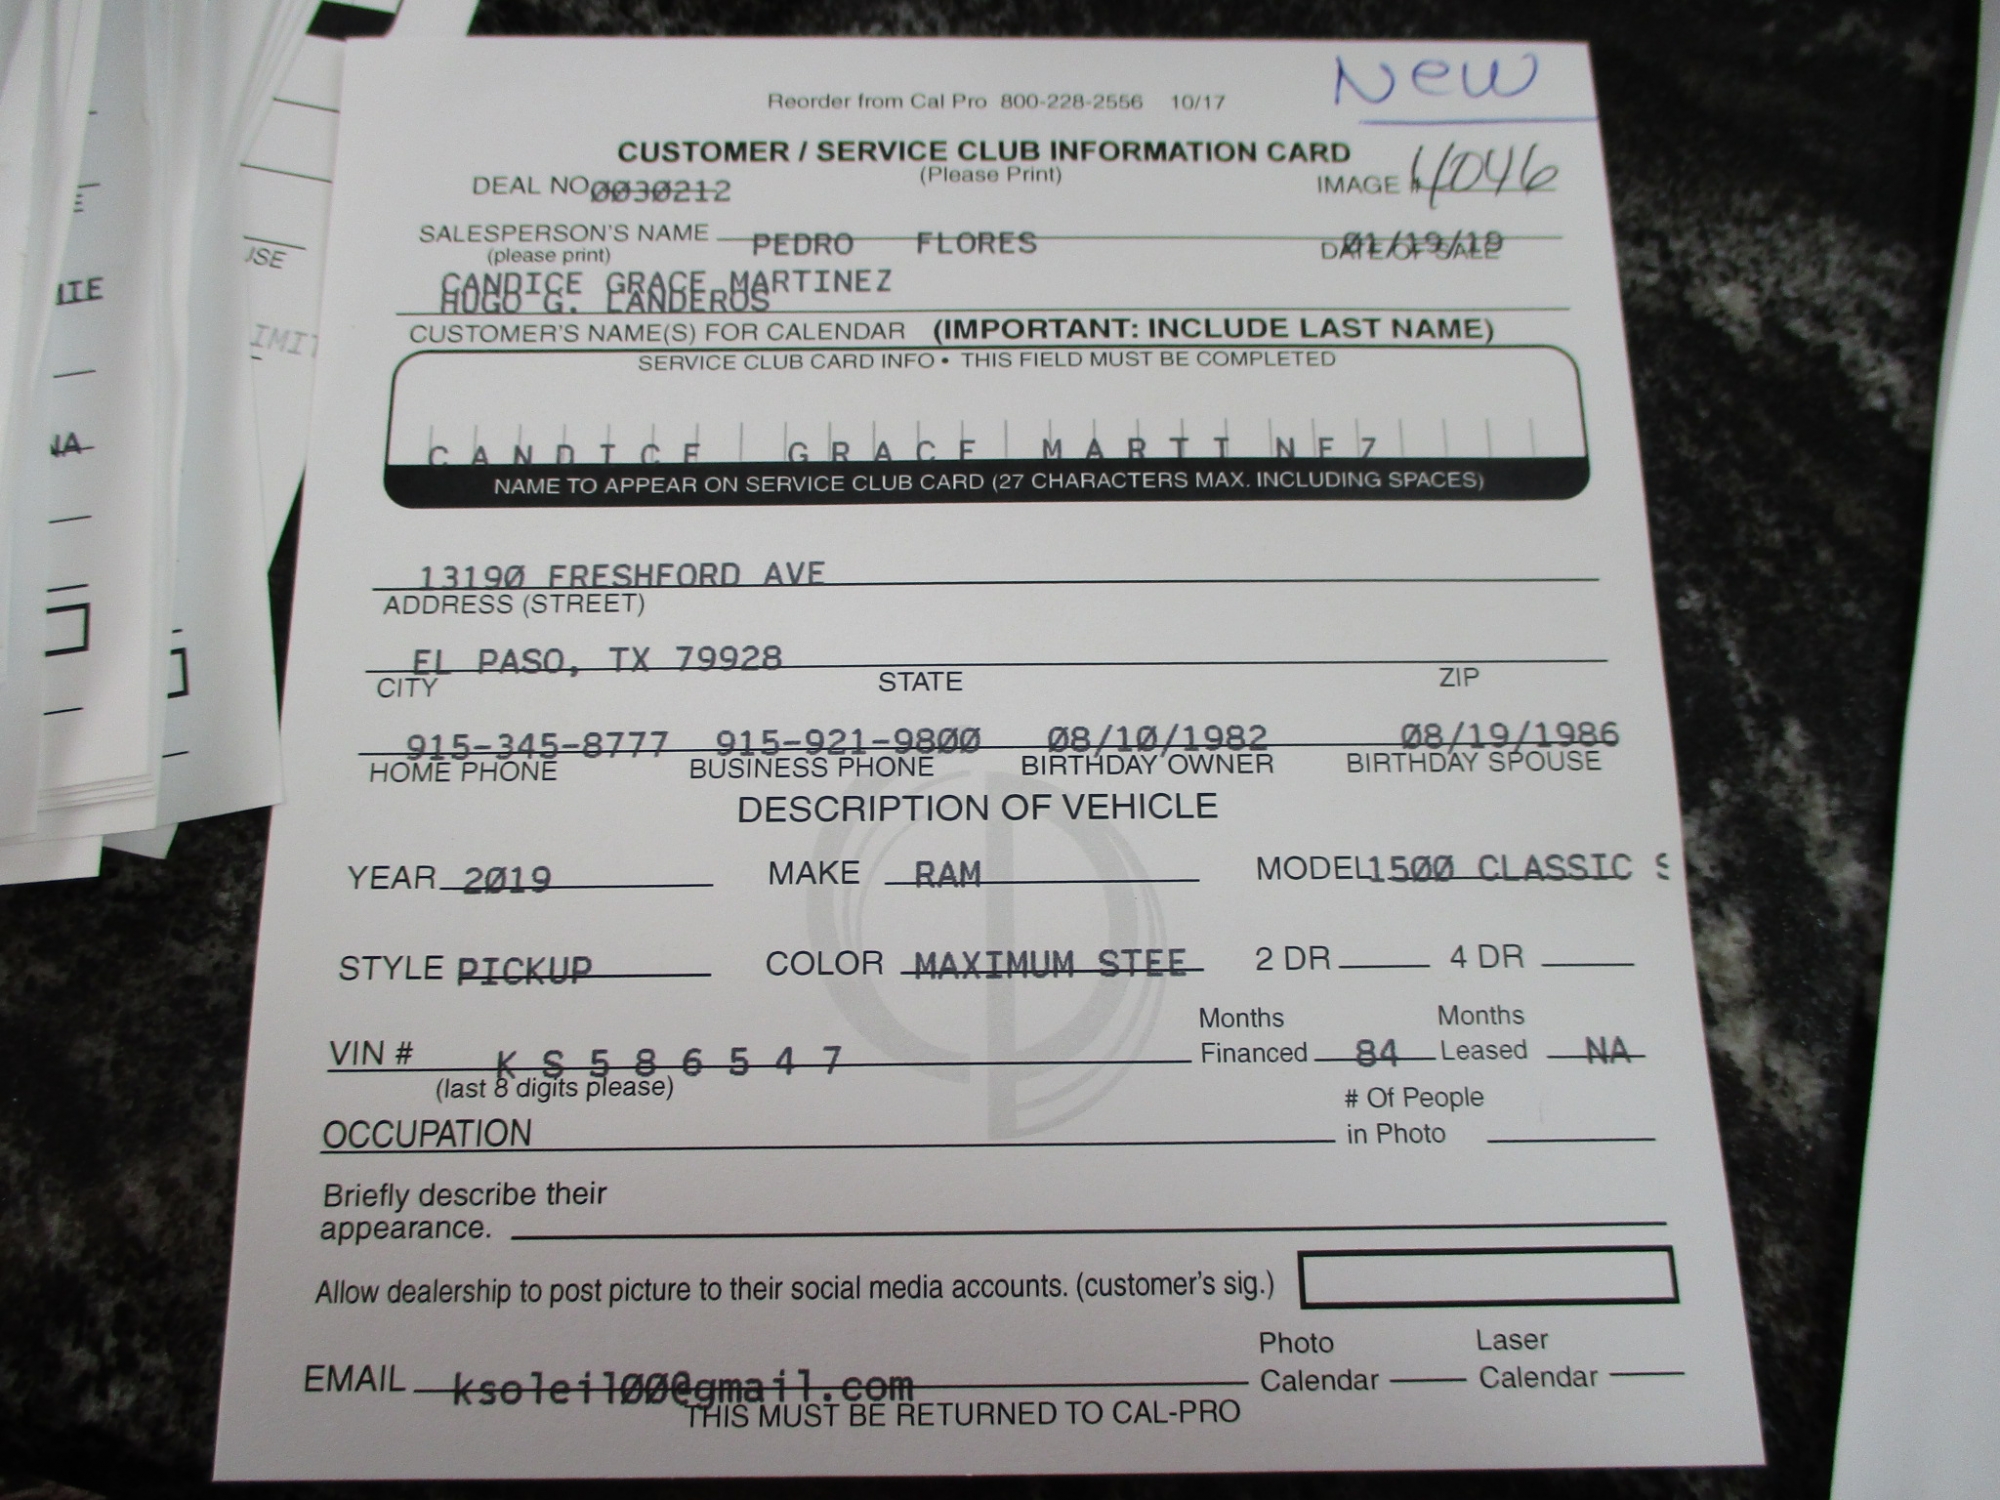 New
Reorder from Cal Pro 800-228-2556 10/17
CUSTOMER / SERVICE CLUB INFORMATION CARD
(Please Print)
DEAL NO 0030212
IMAGE # 4046
SALESPERSON'S NAME PEDRO FLORES DATE OF SALE 01/19/19
(please print)
CANDICE GRACE MARTINEZ
HUGO G. LANDEROS
CUSTOMER'S NAME(S) FOR CALENDAR (IMPORTANT: INCLUDE LAST NAME)
SERVICE CLUB CARD INFO • THIS FIELD MUST BE COMPLETED
CANDICE GRACE MARTINEZ
NAME TO APPEAR ON SERVICE CLUB CARD (27 CHARACTERS MAX. INCLUDING SPACES)
13190 FRESHFORD AVE
ADDRESS (STREET)
EL PASO, TX 79928
CITY STATE ZIP
915-345-8777 915-921-9800 08/10/1982 08/19/1986
HOME PHONE BUSINESS PHONE BIRTHDAY OWNER BIRTHDAY SPOUSE
DESCRIPTION OF VEHICLE
YEAR 2019 MAKE RAM MODEL 1500 CLASSIC S
STYLE PICKUP COLOR MAXIMUM STEE 2 DR 4 DR
Months Months
VIN # K S 5 8 6 5 4 7 Financed 84 Leased NA
(last 8 digits please)
# Of People
OCCUPATION in Photo
Briefly describe their
appearance.
Allow dealership to post picture to their social media accounts. (customer's sig.)
Photo Laser
EMAIL ksoleil00@gmail.com Calendar Calendar
THIS MUST BE RETURNED TO CAL-PRO